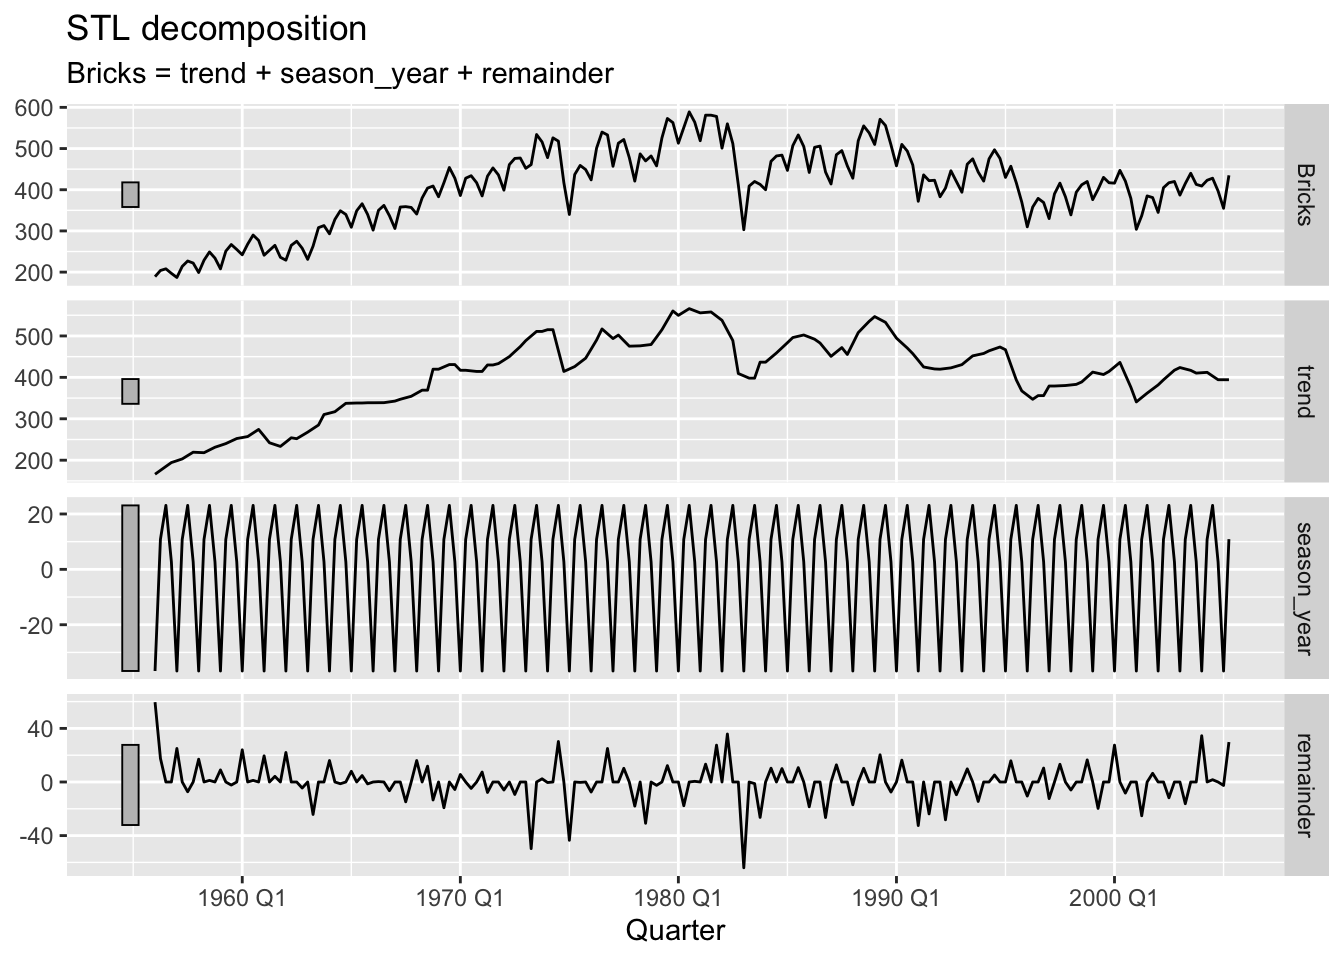 STL decomposition
Bricks = trend + season_year + remainder
600
500
400
300
200
Bricks
500
400
300
200
trend
20
0
-20
season_year
40
0
-40
remainder
1960 Q1 1970 Q1 1980 Q1 1990 Q1 2000 Q1
Quarter